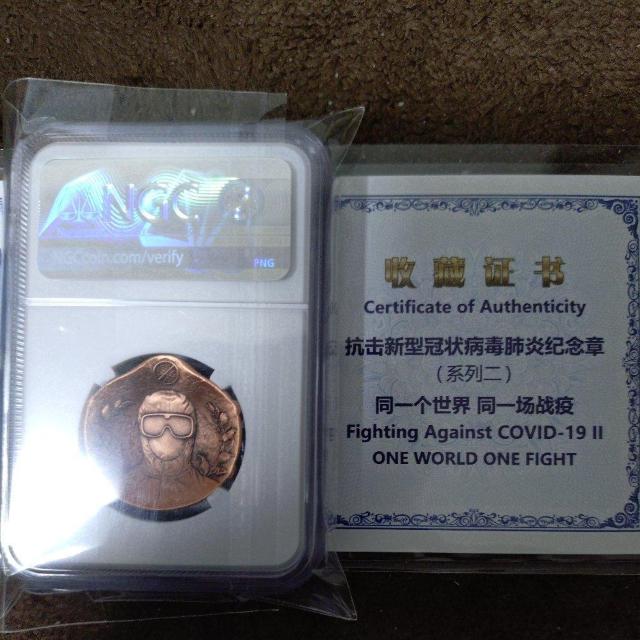 NGC
NGCcoin.com/verify
PNG
收藏证书
Certificate of Authenticity
抗击新型冠状病毒肺炎纪念章
（系列二）
同一个世界 同一场战疫
Fighting Against COVID-19 II
ONE WORLD ONE FIGHT